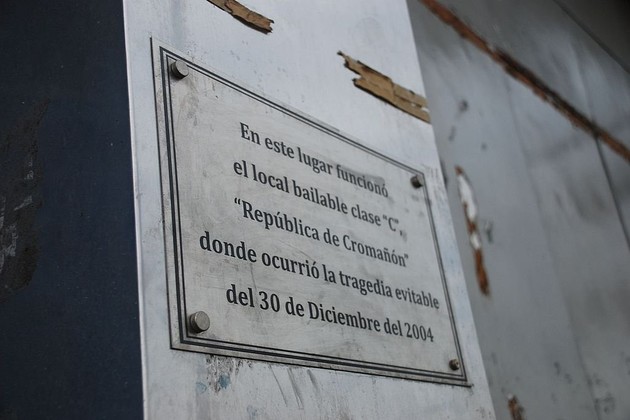 En este lugar funcionó
el local bailable clase "C",
"República de Cromañón"
donde ocurrió la tragedia evitable
del 30 de Diciembre del 2004